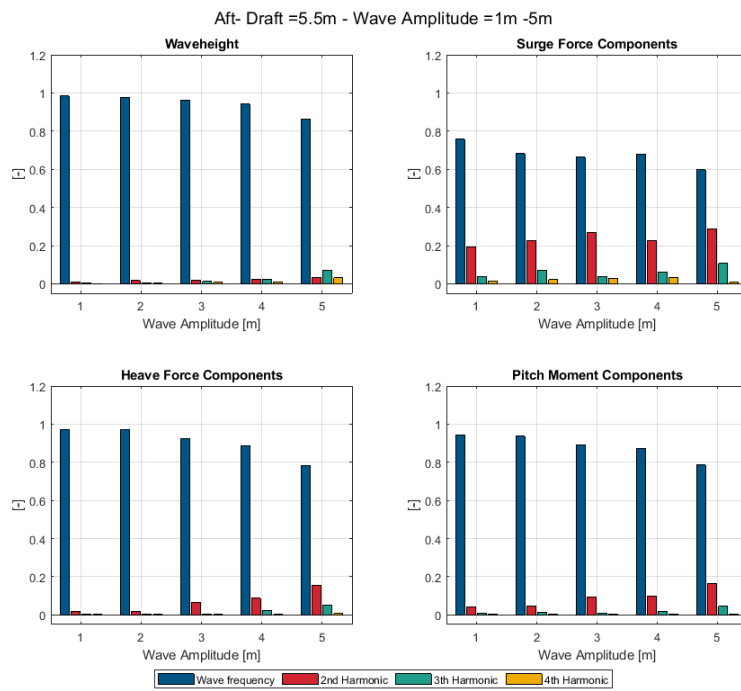 Aft- Draft =5.5m - Wave Amplitude =1m -5m
Waveheight
1.2
1
0.8
0.6
0.4
0.2
0
[-]
1 2 3 4 5
Wave Amplitude [m]
Surge Force Components
1.2
1
0.8
0.6
0.4
0.2
0
[-]
1 2 3 4 5
Wave Amplitude [m]
Heave Force Components
1.2
1
0.8
0.6
0.4
0.2
0
[-]
1 2 3 4 5
Wave Amplitude [m]
Pitch Moment Components
1.2
1
0.8
0.6
0.4
0.2
0
[-]
1 2 3 4 5
Wave Amplitude [m]
Wave frequency 2nd Harmonic 3th Harmonic 4th Harmonic